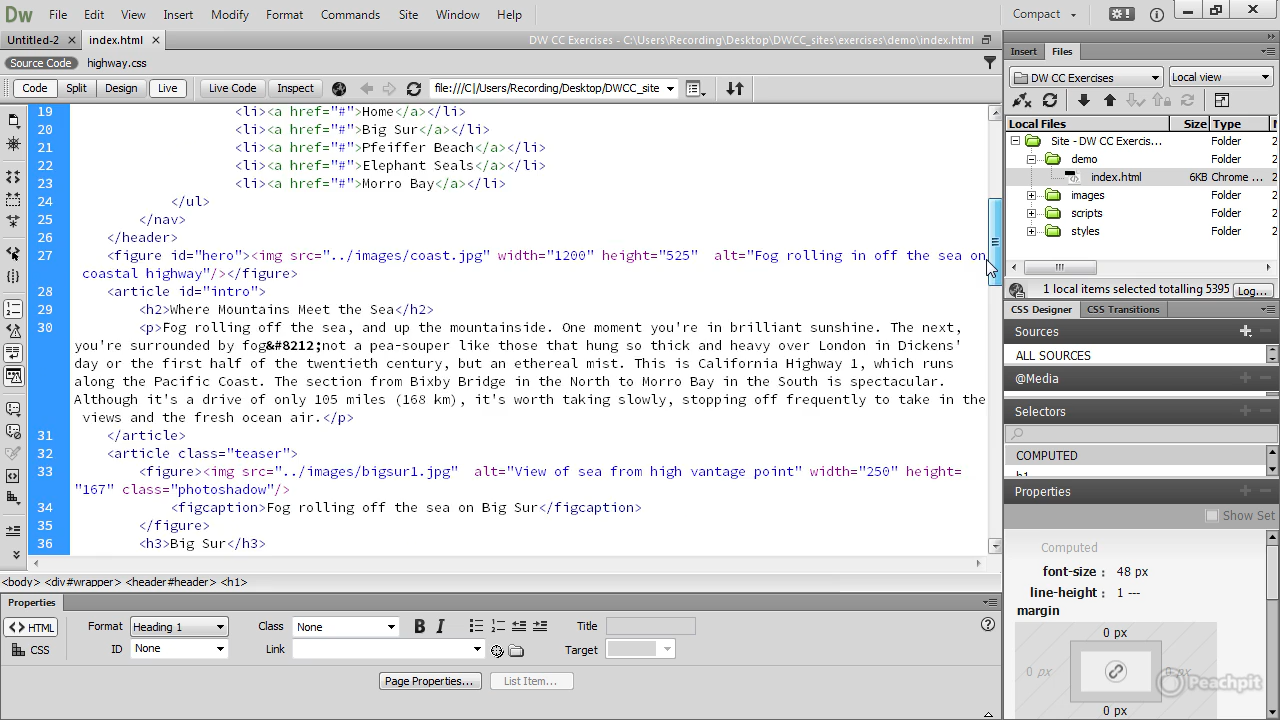 Dw File Edit View Insert Modify Format Commands Site Window Help Compact
Untitled-2 index.html DW CC Exercises - C:\Users\Recording\Desktop\DWCC_sites\exercises\demo\index.html
Source Code highway.css
Code Split Design Live Live Code Inspect file:///C|/Users/Recording/Desktop/DWCC_site
19 <li><a href="#">Home</a></li>
20 <li><a href="#">Big Sur</a></li>
21 <li><a href="#">Pfeiffer Beach</a></li>
22 <li><a href="#">Elephant Seals</a></li>
23 <li><a href="#">Morro Bay</a></li>
24 </ul>
25 </nav>
26 </header>
27 <figure id="hero"><img src="../images/coast.jpg" width="1200" height="525" alt="Fog rolling in off the sea on
coastal highway"/></figure>
28 <article id="intro">
29 <h2>Where Mountains Meet the Sea</h2>
30 <p>Fog rolling off the sea, and up the mountainside. One moment you're in brilliant sunshine. The next,
you're surrounded by fog&#8212;not a pea-souper like those that hung so thick and heavy over London in Dickens'
day or the first half of the twentieth century, but an ethereal mist. This is California Highway 1, which runs
along the Pacific Coast. The section from Bixby Bridge in the North to Morro Bay in the South is spectacular.
Although it's a drive of only 105 miles (168 km), it's worth taking slowly, stopping off frequently to take in the
views and the fresh ocean air.</p>
31 </article>
32 <article class="teaser">
33 <figure><img src="../images/bigsur1.jpg" alt="View of sea from high vantage point" width="250" height=
"167" class="photoshadow"/>
34 <figcaption>Fog rolling off the sea on Big Sur</figcaption>
35 </figure>
36 <h3>Big Sur</h3>
<body> <div#wrapper> <header#header> <h1>
Properties
<> HTML Format Heading 1 Class None B I Title
CSS ID None Link Target
Page Properties... List Item...
Insert Files
DW CC Exercises Local view
Local Files Size Type
Site - DW CC Exercis... Folder 2
demo Folder 2
index.html 6KB Chrome ... 2
images Folder 2
scripts Folder 2
styles Folder 2
1 local items selected totalling 5395 Log...
CSS Designer CSS Transitions
Sources
ALL SOURCES
@Media
Selectors
COMPUTED
h1
Properties
Show Set
Computed
font-size : 48 px
line-height : 1 ---
margin
0 px
0 px 0 px
0 px
Peachpit